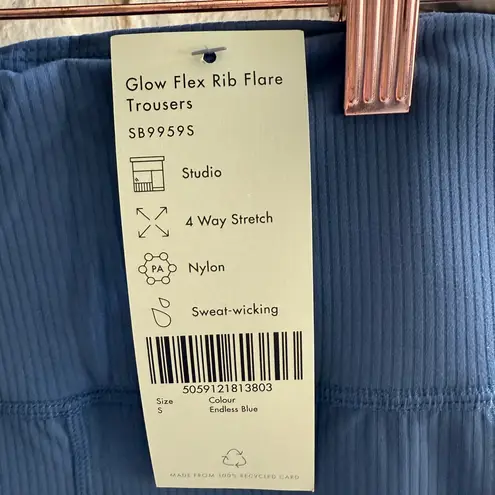 Glow Flex Rib Flare
Trousers
SB9959S
Studio
4 Way Stretch
PA Nylon
Sweat-wicking
5059121813803
Size Colour
S Endless Blue
MADE FROM 100% RECYCLED CARD